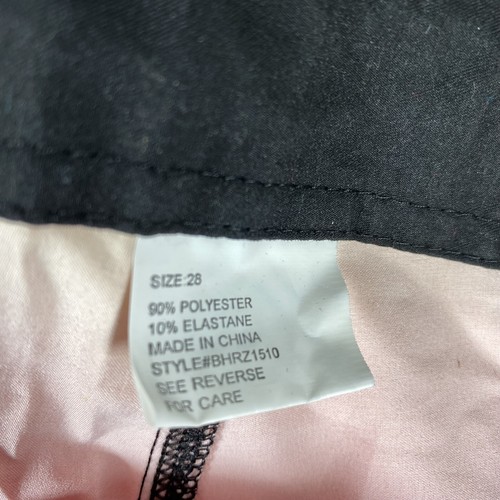 SIZE:28
90% POLYESTER
10% ELASTANE
MADE IN CHINA
STYLE#BHRZ1510
SEE REVERSE
FOR CARE